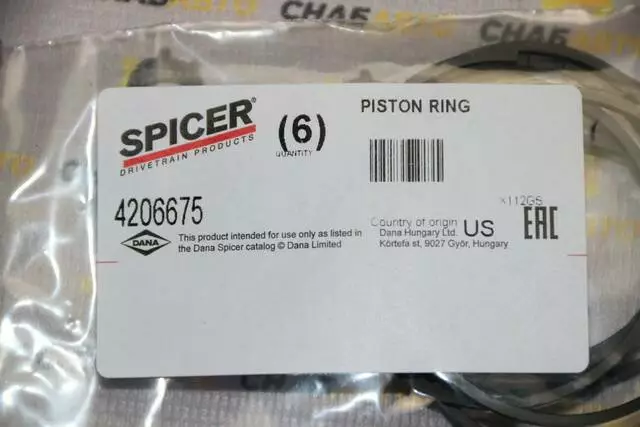 СНАБАВТО
СНАБАВТО
SPICER®
DRIVETRAIN PRODUCTS
(6)
QUANTITY
PISTON RING
4206675
x112GS
Country of origin US
EAC
DANA
This product intended for use only as listed in
the Dana Spicer catalog © Dana Limited
Dana Hungary Ltd.
Körtefa st, 9027 Győr, Hungary